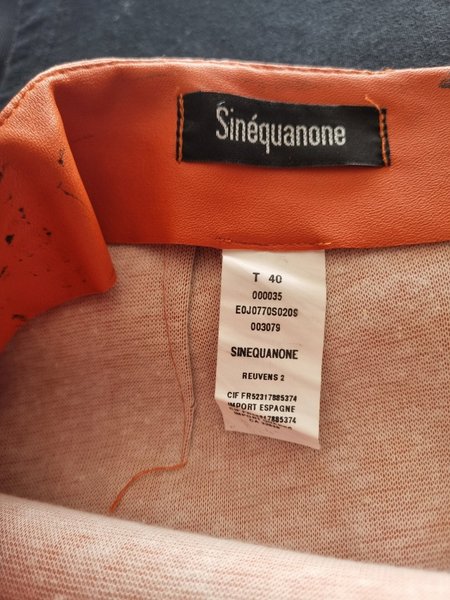 Sinéquanone
T 40
000035
E0J0770S020S
003079
SINEQUANONE
REUVENS 2
CIF FR52317885374
IMPORT ESPAGNE